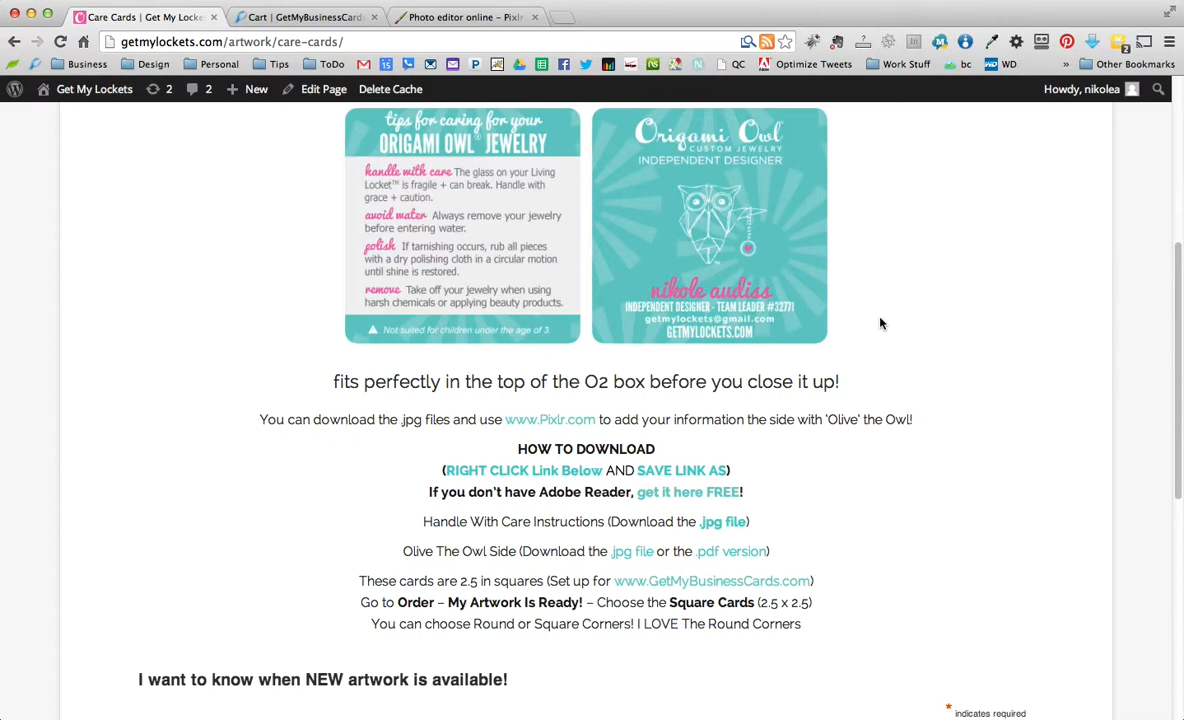 Care Cards | Get My Locke
Cart | GetMyBusinessCard
Photo editor online - Pixlr
getmylockets.com/artwork/care-cards/
Business Design Personal Tips ToDo QC Optimize Tweets Work Stuff bc WD » Other Bookmarks
Get My Lockets 2 2 New Edit Page Delete Cache Howdy, nikolea
tips for caring for your
ORIGAMI OWL® JEWELRY
handle with care The glass on your Living
Locket™ is fragile + can break. Handle with
grace + caution.
avoid water Always remove your jewelry
before entering water.
polish If tarnishing occurs, rub all pieces
with a dry polishing cloth in a circular motion
until shine is restored.
remove Take off your jewelry when using
harsh chemicals or applying beauty products.
Not suited for children under the age of 3.
Origami Owl
CUSTOM JEWELRY
INDEPENDENT DESIGNER
nikole audiss
INDEPENDENT DESIGNER - TEAM LEADER #32771
getmylockets@gmail.com
GETMYLOCKETS.COM
fits perfectly in the top of the O2 box before you close it up!
You can download the .jpg files and use www.Pixlr.com to add your information the side with 'Olive' the Owl!
HOW TO DOWNLOAD
(RIGHT CLICK Link Below AND SAVE LINK AS)
If you don't have Adobe Reader, get it here FREE!
Handle With Care Instructions (Download the .jpg file)
Olive The Owl Side (Download the .jpg file or the .pdf version)
These cards are 2.5 in squares (Set up for www.GetMyBusinessCards.com)
Go to Order – My Artwork Is Ready! – Choose the Square Cards (2.5 x 2.5)
You can choose Round or Square Corners! I LOVE The Round Corners
I want to know when NEW artwork is available!
* indicates required